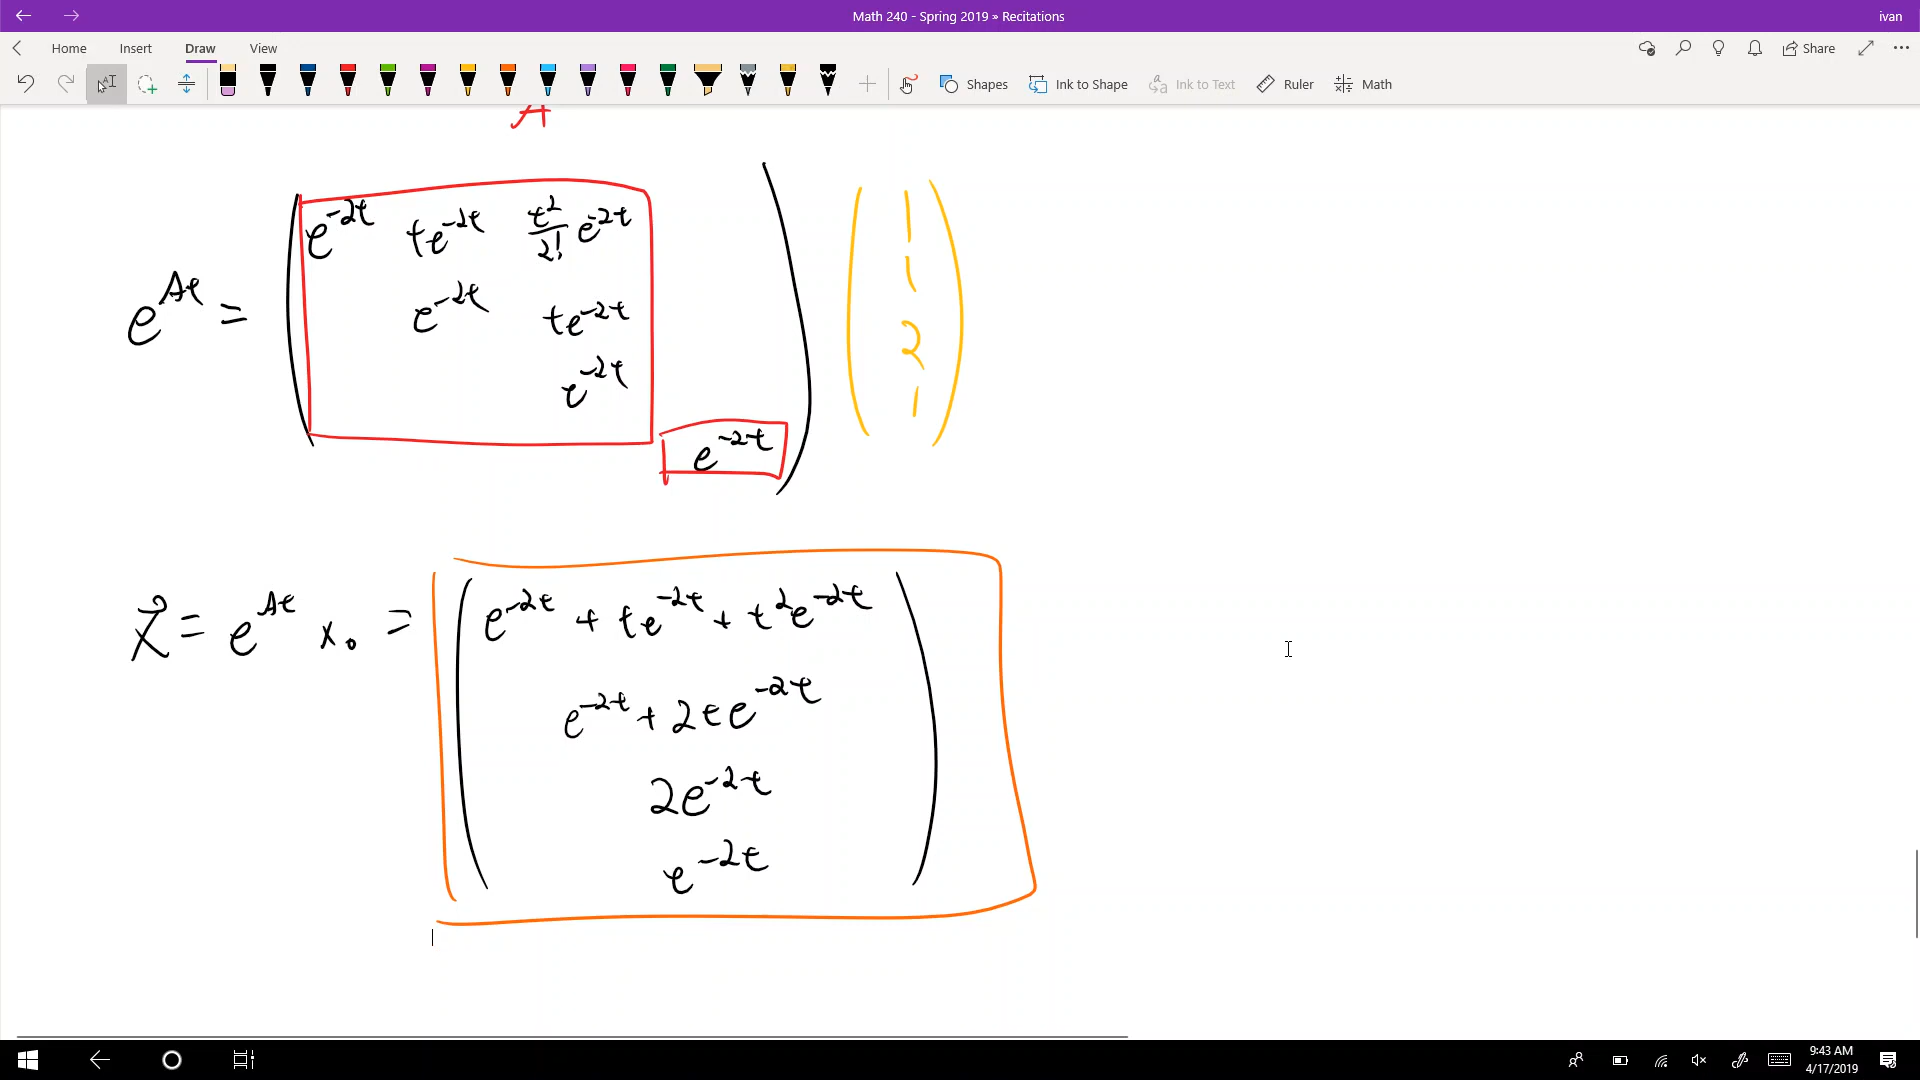 Math 240 - Spring 2019 » Recitations
ivan
Home Insert Draw View
Share
Shapes Ink to Shape Ink to Text Ruler Math
A
e^{At} = ( e^{-2t} te^{-2t} t^2/2! e^{-2t}
e^{-2t} te^{-2t}
e^{-2t}
e^{-2t} )
( 1
1
2
1 )
x⃗ = e^{At} x₀ = ( e^{-2t} + te^{-2t} + t^2e^{-2t}
e^{-2t} + 2te^{-2t}
2e^{-2t}
e^{-2t} )
9:43 AM
4/17/2019